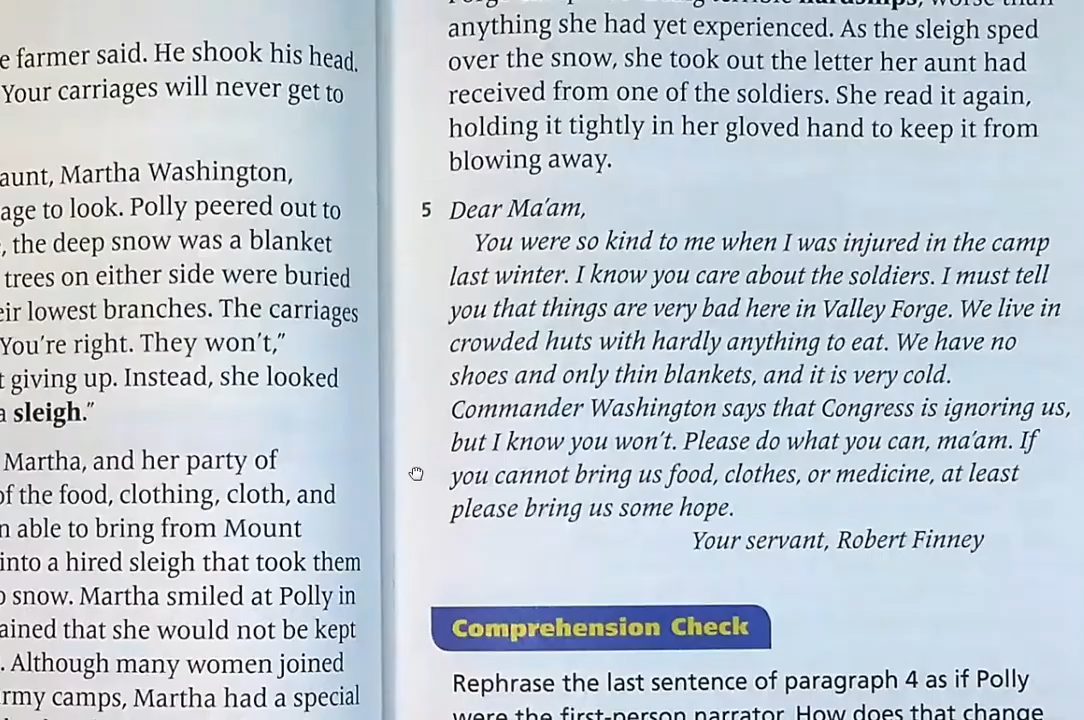 e farmer said. He shook his head.
Your carriages will never get to
aunt, Martha Washington,
age to look. Polly peered out to
, the deep snow was a blanket
trees on either side were buried
eir lowest branches. The carriages
You're right. They won't,”
t giving up. Instead, she looked
a sleigh.”
Martha, and her party of
of the food, clothing, cloth, and
n able to bring from Mount
into a hired sleigh that took them
o snow. Martha smiled at Polly in
ained that she would not be kept
. Although many women joined
rmy camps, Martha had a special
anything she had yet experienced. As the sleigh sped
over the snow, she took out the letter her aunt had
received from one of the soldiers. She read it again,
holding it tightly in her gloved hand to keep it from
blowing away.
5 Dear Ma'am,
You were so kind to me when I was injured in the camp
last winter. I know you care about the soldiers. I must tell
you that things are very bad here in Valley Forge. We live in
crowded huts with hardly anything to eat. We have no
shoes and only thin blankets, and it is very cold.
Commander Washington says that Congress is ignoring us,
but I know you won't. Please do what you can, ma'am. If
you cannot bring us food, clothes, or medicine, at least
please bring us some hope.
Your servant, Robert Finney
Comprehension Check
Rephrase the last sentence of paragraph 4 as if Polly
were the first-person narrator. How does that change